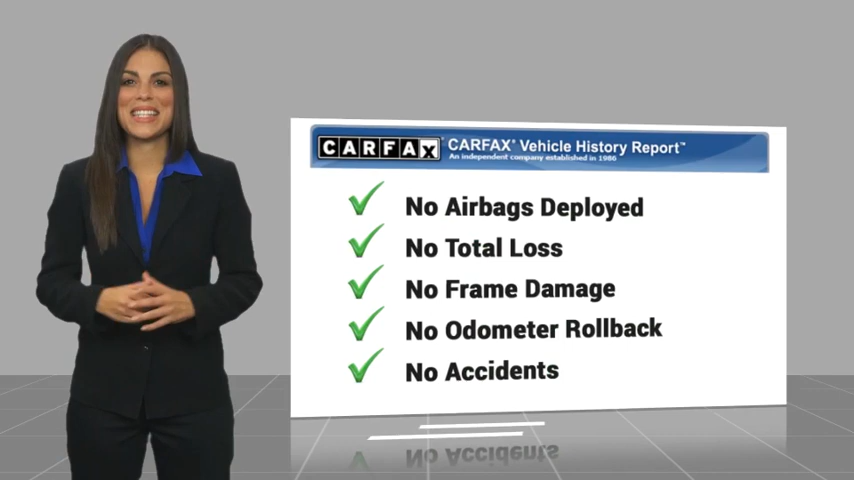 CARFAX CARFAX® Vehicle History Report™
An independent company established in 1986
No Airbags Deployed
No Total Loss
No Frame Damage
No Odometer Rollback
No Accidents
No Accidents